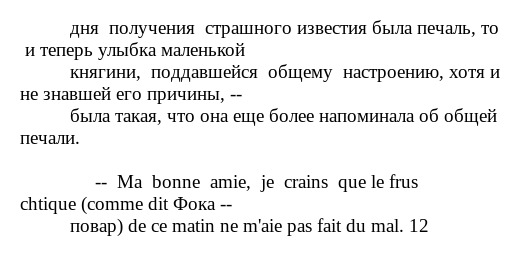 дня получения страшного известия была печаль, то
и теперь улыбка маленькой
княгини, поддавшейся общему настроению, хотя и
не знавшей его причины, --
была такая, что она еще более напоминала об общей
печали.
-- Ma bonne amie, je crains que le frus
chtique (comme dit Фока --
повар) de ce matin ne m'aie pas fait du mal. 12